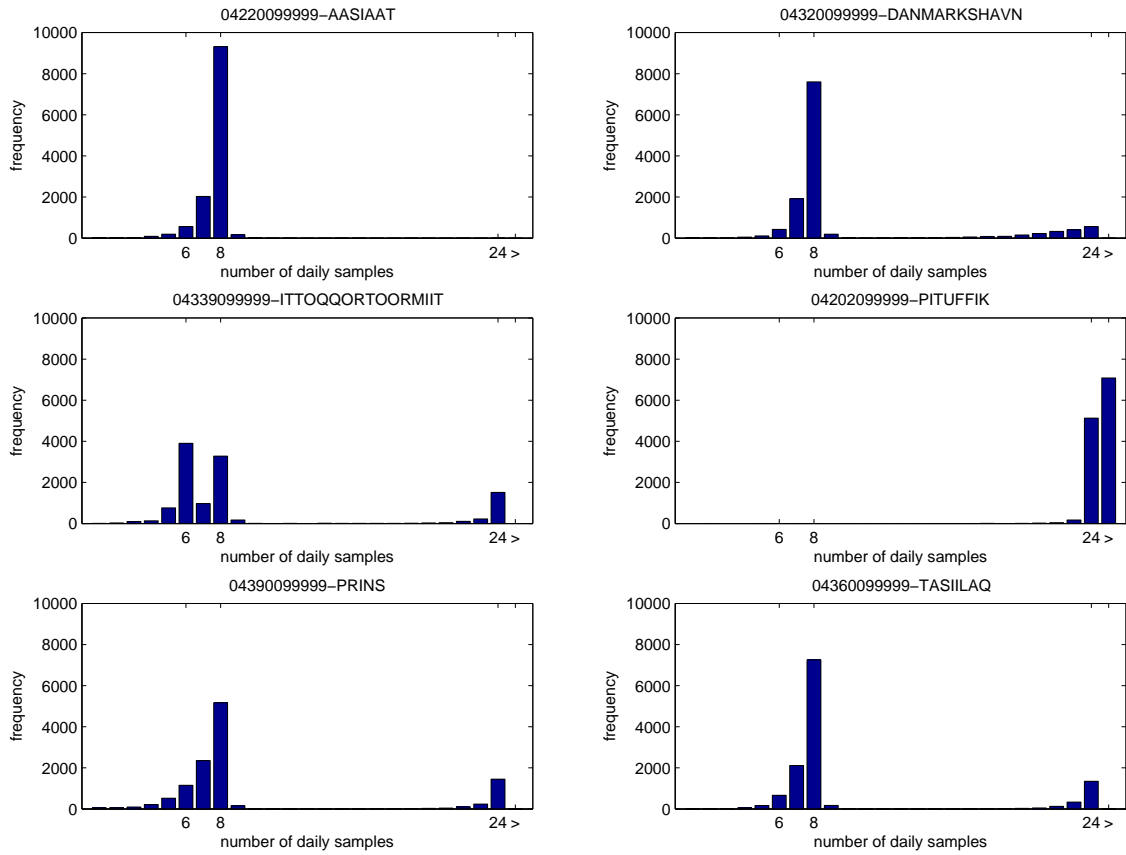 04220099999−AASIAAT
10000
8000
6000
4000
2000
0
frequency
6 8 24 >
number of daily samples
04320099999−DANMARKSHAVN
10000
8000
6000
4000
2000
0
frequency
6 8 24 >
number of daily samples
04339099999−ITTOQQORTOORMIIT
10000
8000
6000
4000
2000
0
frequency
6 8 24 >
number of daily samples
04202099999−PITUFFIK
10000
8000
6000
4000
2000
0
frequency
6 8 24 >
number of daily samples
04390099999−PRINS
10000
8000
6000
4000
2000
0
frequency
6 8 24 >
number of daily samples
04360099999−TASIILAQ
10000
8000
6000
4000
2000
0
frequency
6 8 24 >
number of daily samples